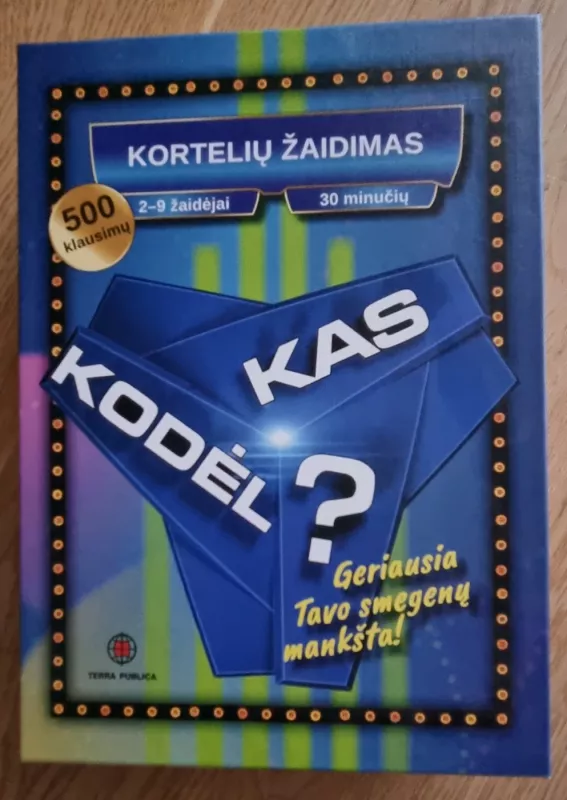 KORTELIŲ ŽAIDIMAS
2–9 žaidėjai
30 minučių
500
klausimų
KAS
KODĖL
?
Geriausia
Tavo smegenų
mankšta!
TERRA PUBLICA